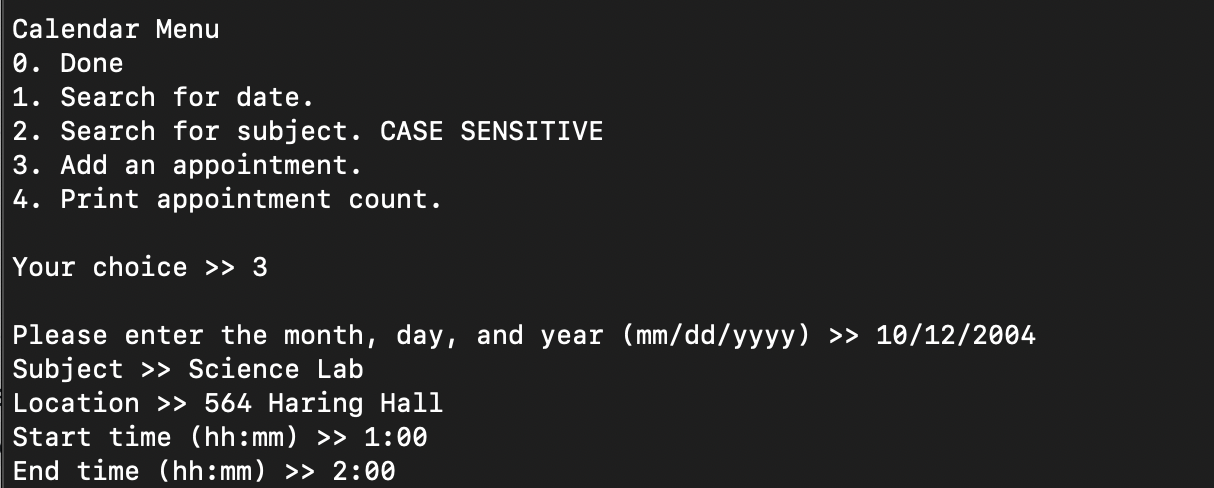 Calendar Menu
0. Done
1. Search for date.
2. Search for subject. CASE SENSITIVE
3. Add an appointment.
4. Print appointment count.
Your choice >> 3
Please enter the month, day, and year (mm/dd/yyyy) >> 10/12/2004
Subject >> Science Lab
Location >> 564 Haring Hall
Start time (hh:mm) >> 1:00
End time (hh:mm) >> 2:00